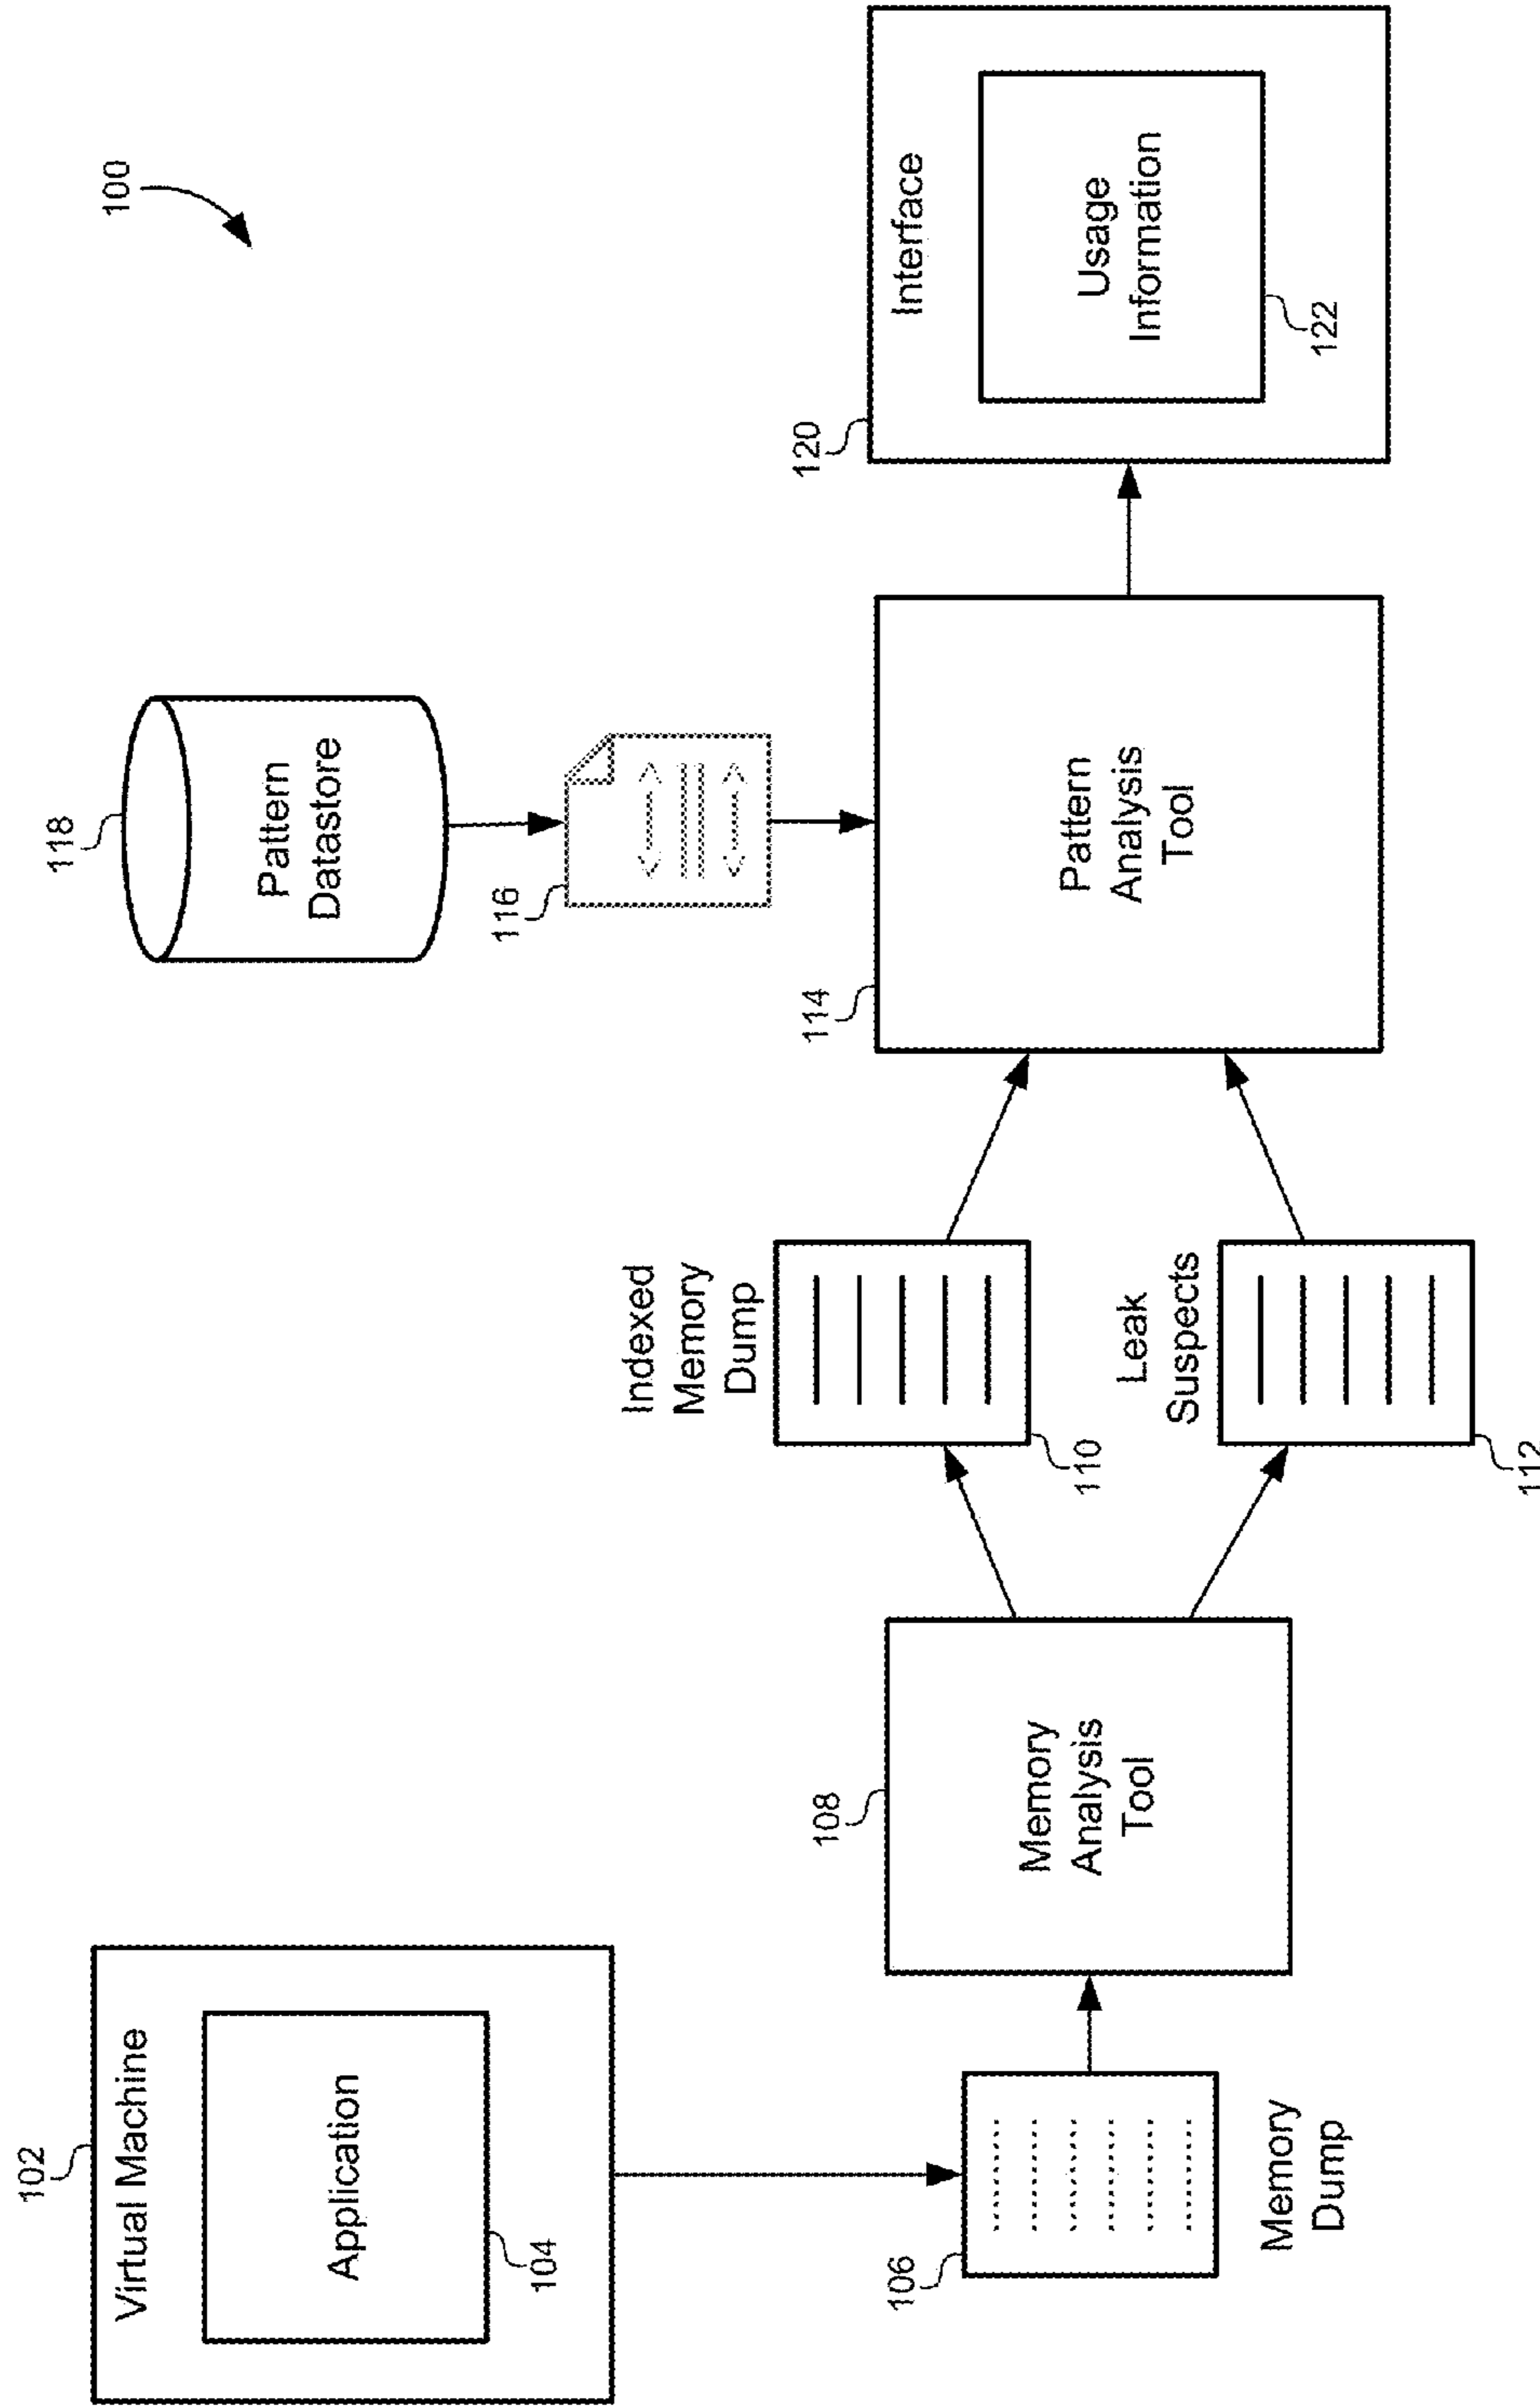 100
102
Virtual Machine
Application
104
106
Memory
Dump
108
Memory
Analysis
Tool
Indexed
Memory
Dump
110
Leak
Suspects
112
118
Pattern
Datastore
116
114
Pattern
Analysis
Tool
120
Interface
Usage
Information
122